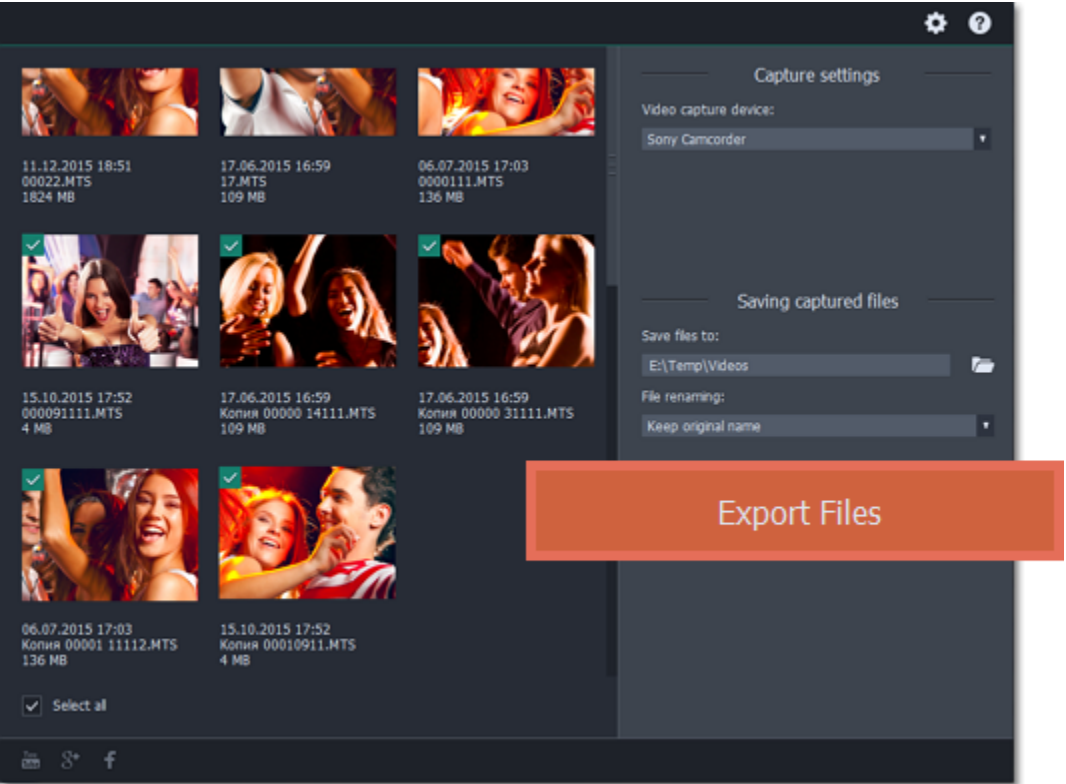 Capture settings
Video capture device:
Sony Camcorder
11.12.2015 18:51
00022.MTS
1824 MB
17.06.2015 16:59
17.MTS
109 MB
06.07.2015 17:03
0000111.MTS
136 MB
15.10.2015 17:52
000091111.MTS
4 MB
17.06.2015 16:59
Копия 00000 14111.MTS
109 MB
17.06.2015 16:59
Копия 00000 31111.MTS
109 MB
Saving captured files
Save files to:
E:\Temp\Videos
File renaming:
Keep original name
Export Files
06.07.2015 17:03
Копия 00001 11112.MTS
136 MB
15.10.2015 17:52
Копия 00010911.MTS
4 MB
Select all
You
Tube
g+
f